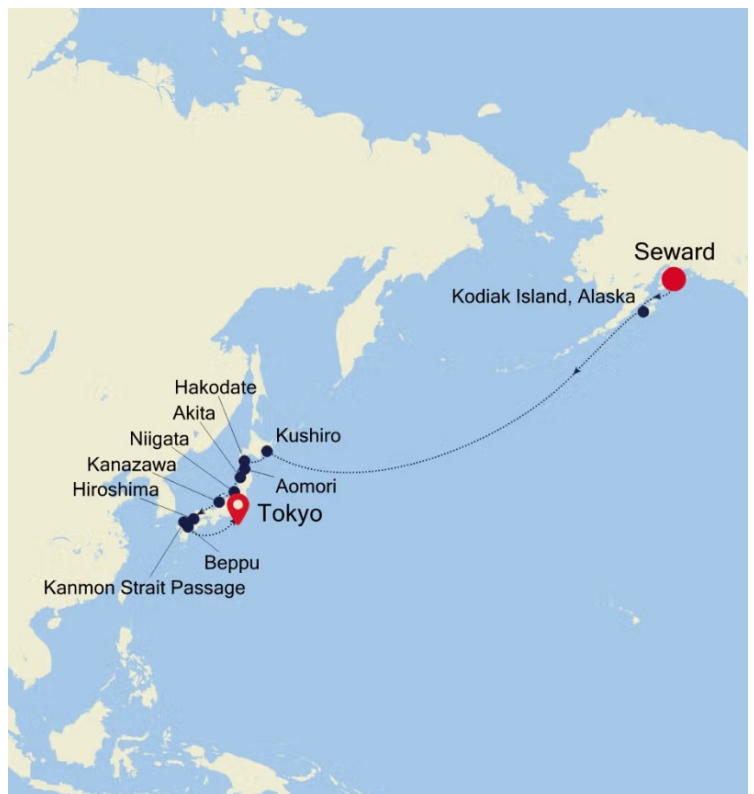 Seward
Kodiak Island, Alaska
Hakodate
Akita
Kushiro
Niigata
Kanazawa
Aomori
Hiroshima
Tokyo
Beppu
Kanmon Strait Passage